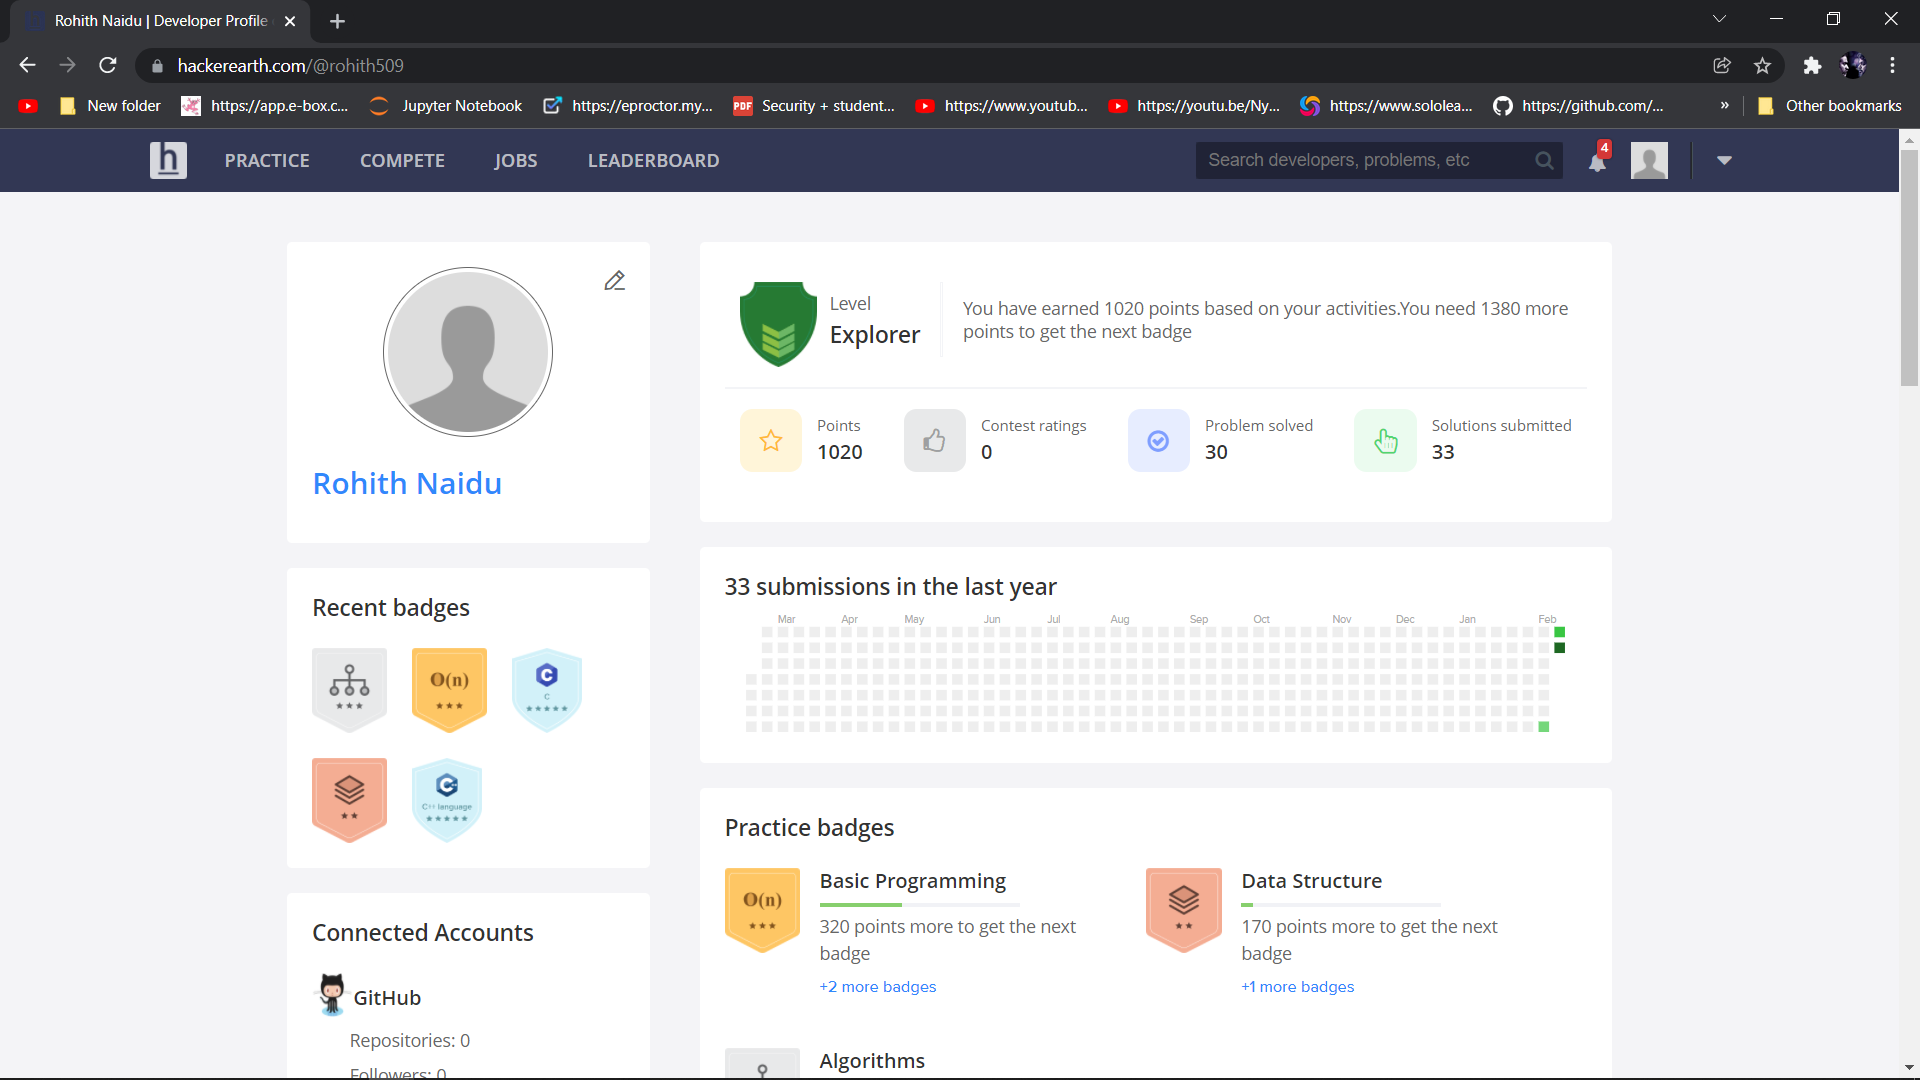 Rohith Naidu | Developer Profile
hackerearth.com/@rohith509
New folder
https://app.e-box.c...
Jupyter Notebook
https://eproctor.my...
PDF
Security + student...
https://www.youtub...
https://youtu.be/Ny...
https://www.sololea...
https://github.com/...
»
Other bookmarks
h
PRACTICE
COMPETE
JOBS
LEADERBOARD
Search developers, problems, etc
4
Rohith Naidu
Level
Explorer
You have earned 1020 points based on your activities.You need 1380 more
points to get the next badge
Points
1020
Contest ratings
0
Problem solved
30
Solutions submitted
33
33 submissions in the last year
Mar Apr May Jun Jul Aug Sep Oct Nov Dec Jan Feb
Recent badges
O(n)
C
C
C++ language
Practice badges
O(n)
Basic Programming
320 points more to get the next
badge
+2 more badges
Data Structure
170 points more to get the next
badge
+1 more badges
Algorithms
Connected Accounts
GitHub
Repositories: 0
Followers: 0